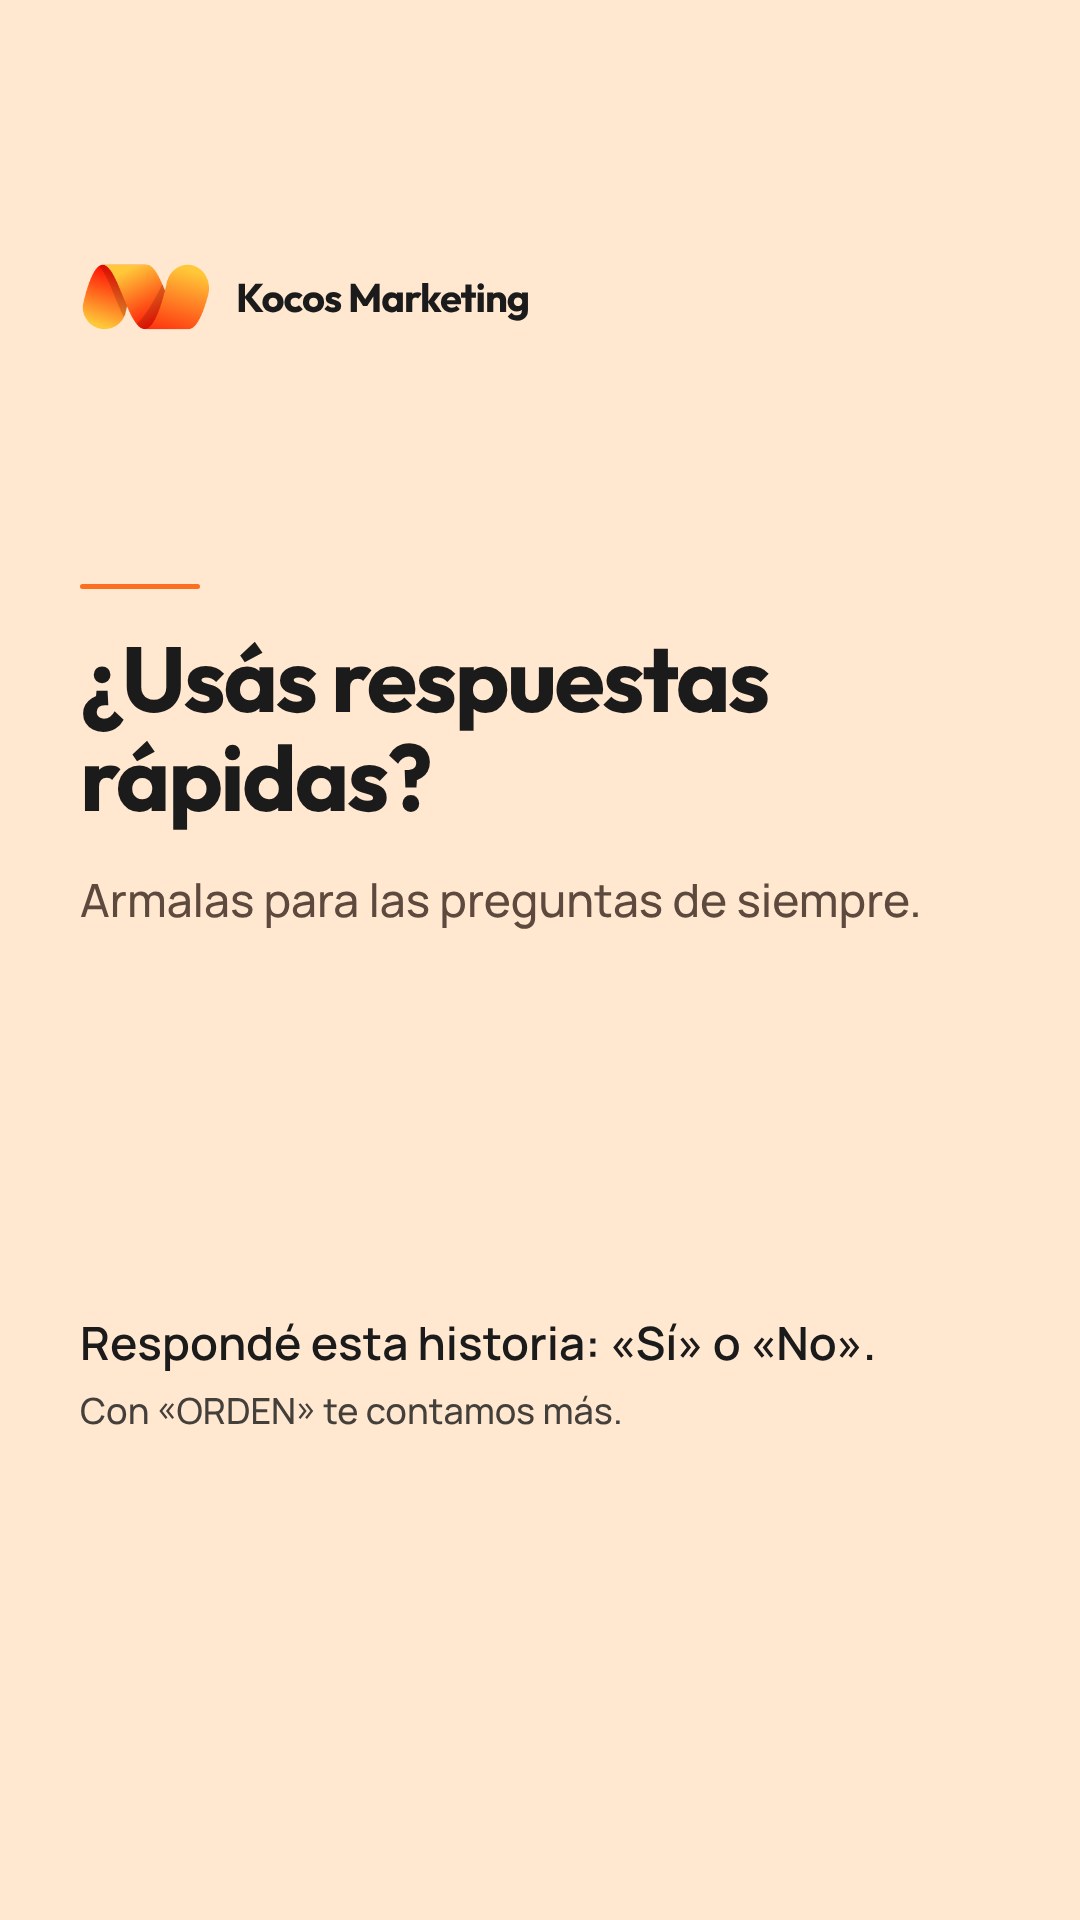 Kocos Marketing
¿Usás respuestas
rápidas?
Armalas para las preguntas de siempre.
Respondé esta historia: «Sí» o «No».
Con «ORDEN» te contamos más.